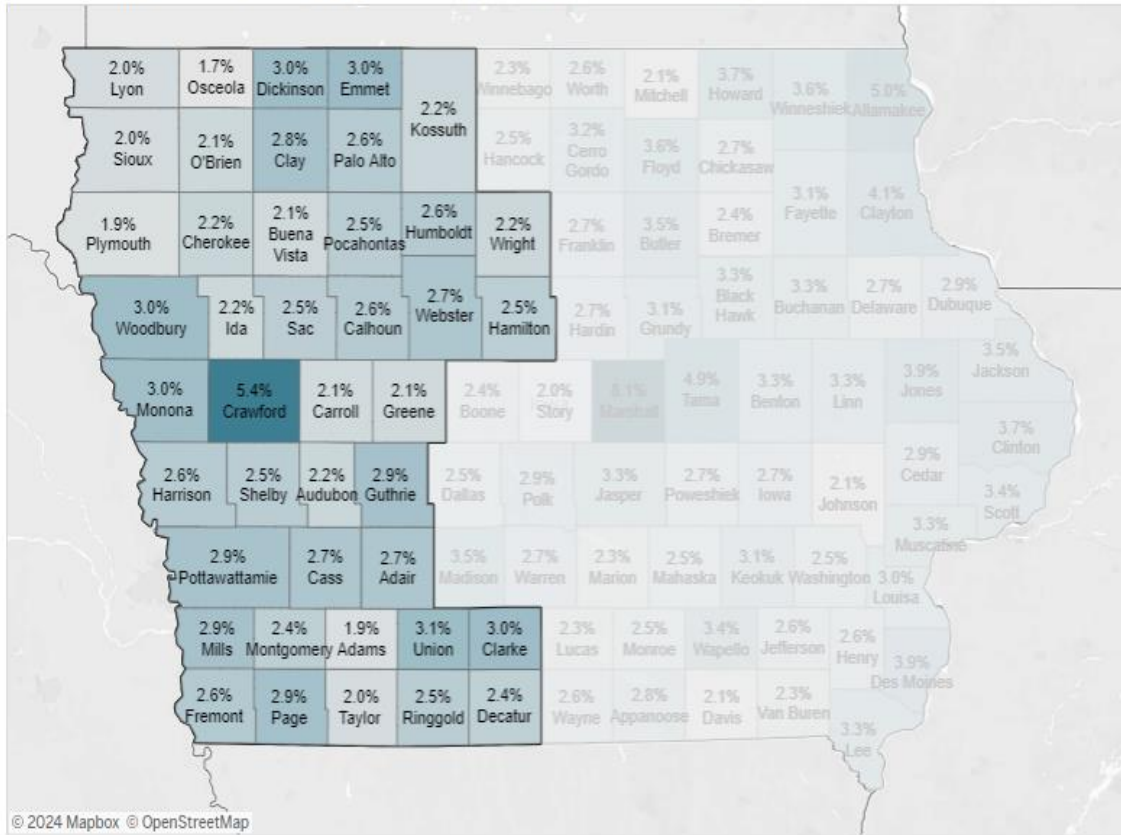 2.0%
Lyon
1.7%
Osceola
3.0%
Dickinson
3.0%
Emmet
2.2%
Kossuth
2.3%
Winnebago
2.6%
Worth
2.1%
Mitchell
3.7%
Howard
3.6%
Winneshiek
5.0%
Allamakee
2.0%
Sioux
2.1%
O'Brien
2.8%
Clay
2.6%
Palo Alto
2.5%
Hancock
3.2%
Cerro
Gordo
3.6%
Floyd
2.7%
Chickasaw
3.1%
Fayette
4.1%
Clayton
1.9%
Plymouth
2.2%
Cherokee
2.1%
Buena
Vista
2.5%
Pocahontas
2.6%
Humboldt
2.2%
Wright
2.7%
Franklin
3.5%
Butler
2.4%
Bremer
3.0%
Woodbury
2.2%
Ida
2.5%
Sac
2.6%
Calhoun
2.7%
Webster
2.5%
Hamilton
2.7%
Hardin
3.1%
Grundy
3.3%
Black
Hawk
3.3%
Buchanan
2.7%
Delaware
2.9%
Dubuque
3.0%
Monona
5.4%
Crawford
2.1%
Carroll
2.1%
Greene
2.4%
Boone
2.0%
Story
Marshall
4.9%
Tama
3.3%
Benton
3.3%
Linn
3.9%
Jones
3.5%
Jackson
3.7%
Clinton
2.6%
Harrison
2.5%
Shelby
2.2%
Audubon
2.9%
Guthrie
2.5%
Dallas
2.9%
Polk
3.3%
Jasper
2.7%
Poweshiek
2.7%
Iowa
2.1%
Johnson
2.9%
Cedar
3.4%
Scott
3.3%
Muscatine
2.9%
Pottawattamie
2.7%
Cass
2.7%
Adair
3.5%
Madison
2.7%
Warren
2.3%
Marion
2.5%
Mahaska
3.1%
Keokuk
2.5%
Washington
3.0%
Louisa
2.9%
Mills
2.4%
Montgomery
1.9%
Adams
3.1%
Union
3.0%
Clarke
2.3%
Lucas
2.5%
Monroe
3.4%
Wapello
2.6%
Jefferson
2.6%
Henry
3.9%
Des Moines
2.6%
Fremont
2.9%
Page
2.0%
Taylor
2.5%
Ringgold
2.4%
Decatur
2.6%
Wayne
2.8%
Appanoose
2.1%
Davis
2.3%
Van Buren
3.3%
Lee
© 2024 Mapbox © OpenStreetMap